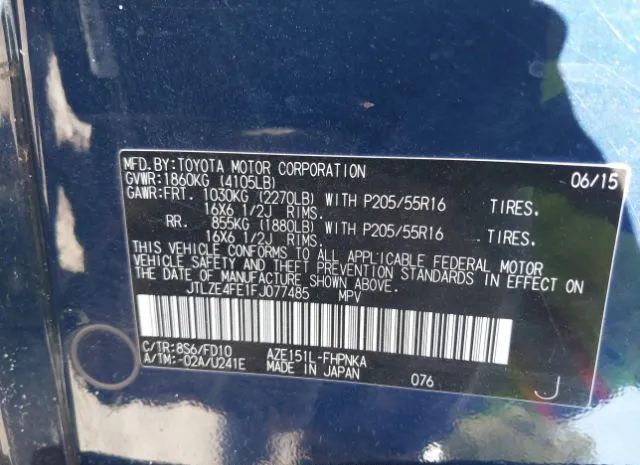 MFD.BY:TOYOTA MOTOR CORPORATION 06/15
GVWR:1860KG (4105LB)
GAWR:FRT. 1030KG (2270LB) WITH P205/55R16 TIRES.
16X6 1/2J RIMS.
RR. 855KG (1880LB) WITH P205/55R16 TIRES.
16X6 1/2J RIMS.
THIS VEHICLE CONFORMS TO ALL APPLICABLE FEDERAL MOTOR
VEHICLE SAFETY AND THEFT PREVENTION STANDARDS IN EFFECT ON
THE DATE OF MANUFACTURE SHOWN ABOVE.
JTLZE4FE1FJ077485 MPV
C/TR:8S6/FD10 AZE151L-FHPNKA
A/TM:-02A/U241E MADE IN JAPAN 076 J